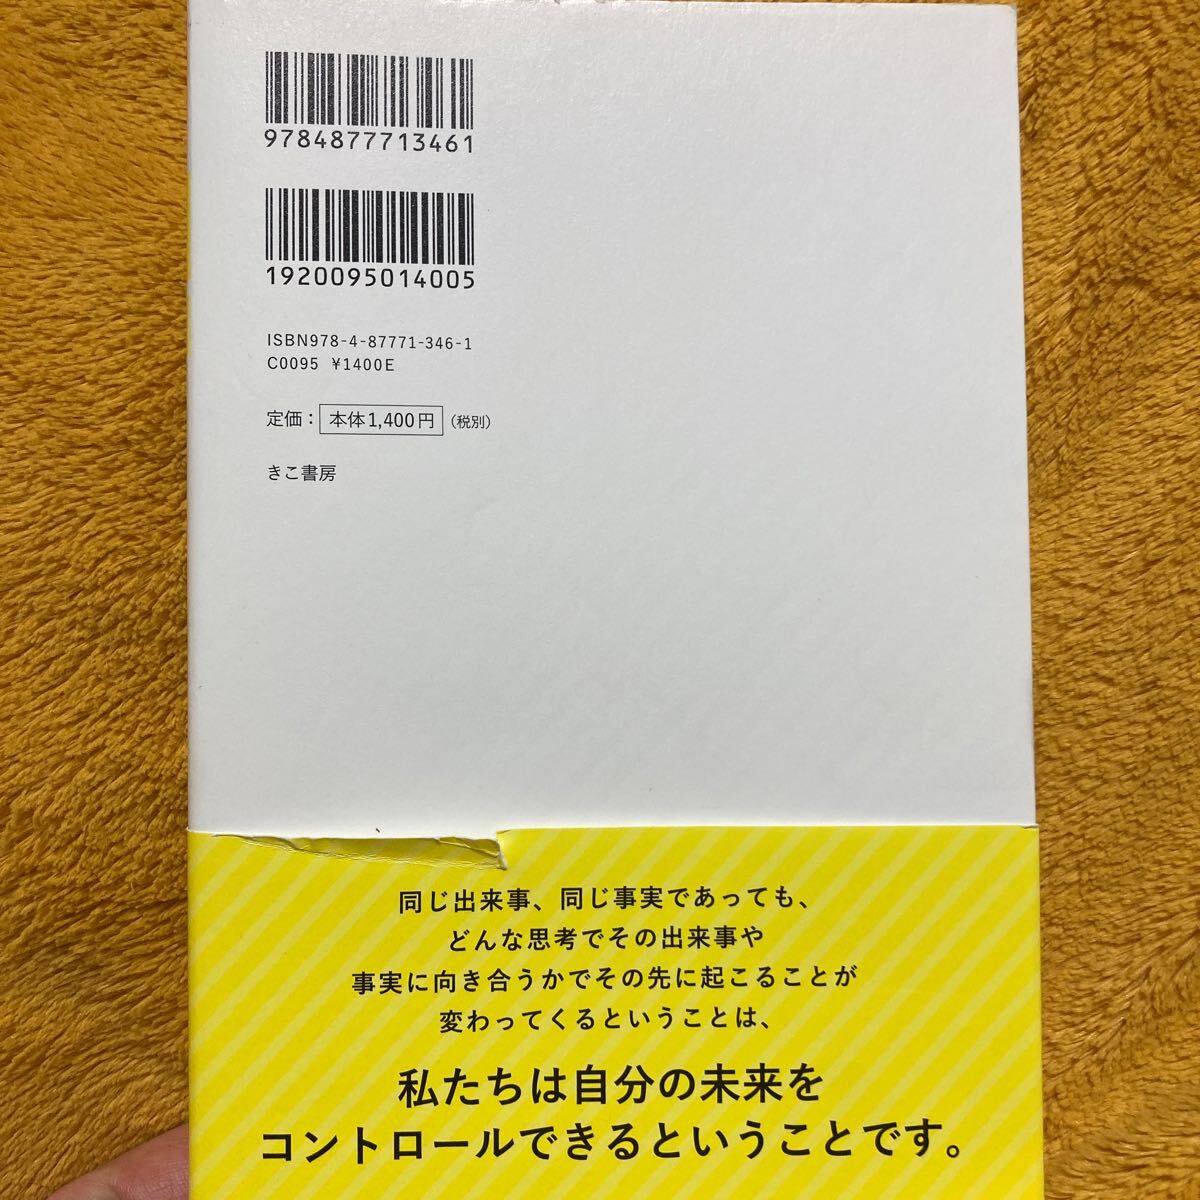 9784877713461
1920095014005
ISBN978-4-87771-346-1
C0095 ¥1400E
定価：本体1,400円（税別）
きこ書房
同じ出来事、同じ事実であっても、
どんな思考でその出来事や
事実に向き合うかでその先に起こることが
変わってくるということは、
私たちは自分の未来を
コントロールできるということです。